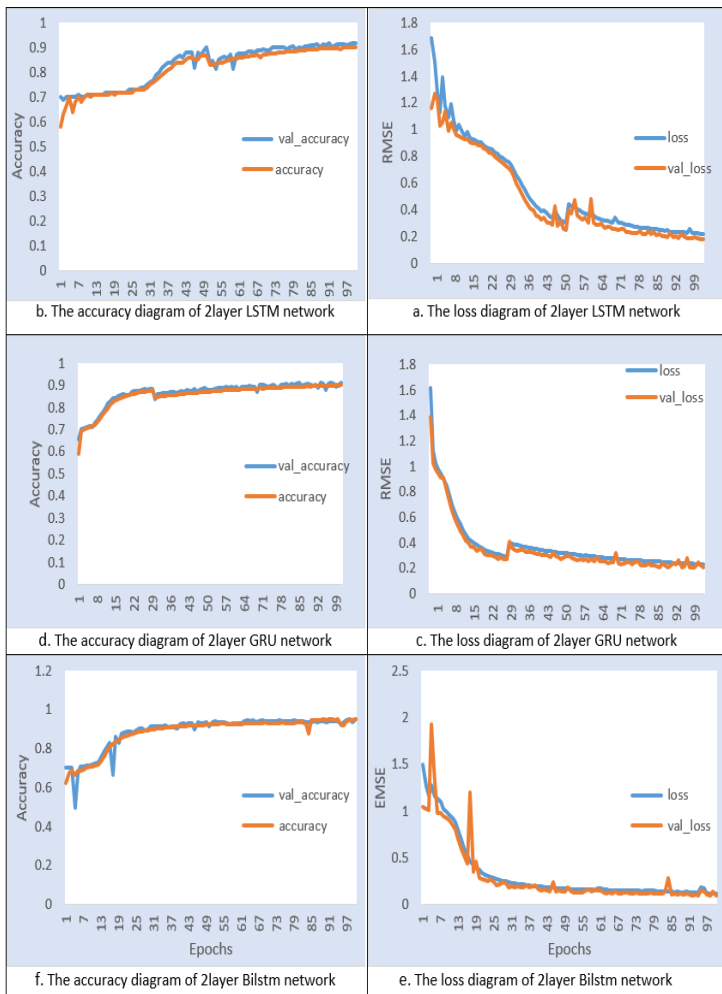 1
0.9
0.8
0.7
0.6
0.5
0.4
0.3
0.2
0.1
0
Accuracy
val_accuracy
accuracy
1 7 13 19 25 31 37 43 49 55 61 67 73 79 85 91 97
b. The accuracy diagram of 2layer LSTM network
1.8
1.6
1.4
1.2
1
0.8
0.6
0.4
0.2
0
RMSE
loss
val_loss
1 8 15 22 29 36 43 50 57 64 71 78 85 92 99
a. The loss diagram of 2layer LSTM network
1
0.9
0.8
0.7
0.6
0.5
0.4
0.3
0.2
0.1
0
Accuracy
val_accuracy
accuracy
1 8 15 22 29 36 43 50 57 64 71 78 85 92 99
d. The accuracy diagram of 2layer GRU network
1.8
1.6
1.4
1.2
1
0.8
0.6
0.4
0.2
0
RMSE
loss
val_loss
1 8 15 22 29 36 43 50 57 64 71 78 85 92 99
c. The loss diagram of 2layer GRU network
1.2
1
0.8
0.6
0.4
0.2
0
Accuracy
val_accuracy
accuracy
1 7 13 19 25 31 37 43 49 55 61 67 73 79 85 91 97
Epochs
f. The accuracy diagram of 2layer Bilstm network
2.5
2
1.5
1
0.5
0
EMSE
loss
val_loss
1 7 13 19 25 31 37 43 49 55 61 67 73 79 85 91 97
Epochs
e. The loss diagram of 2layer Bilstm network